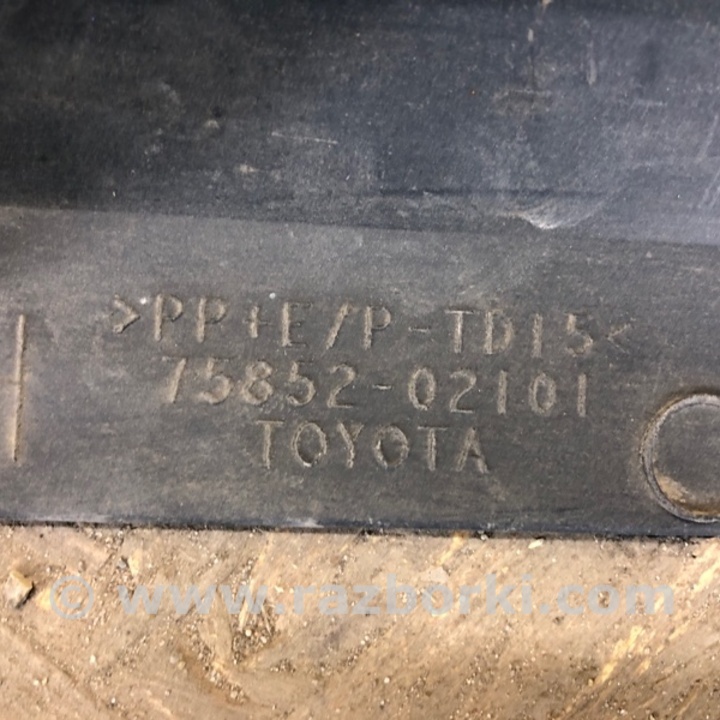 >PP+E/P-TD15<
75852-02101
TOYOTA
© www.razborki.com